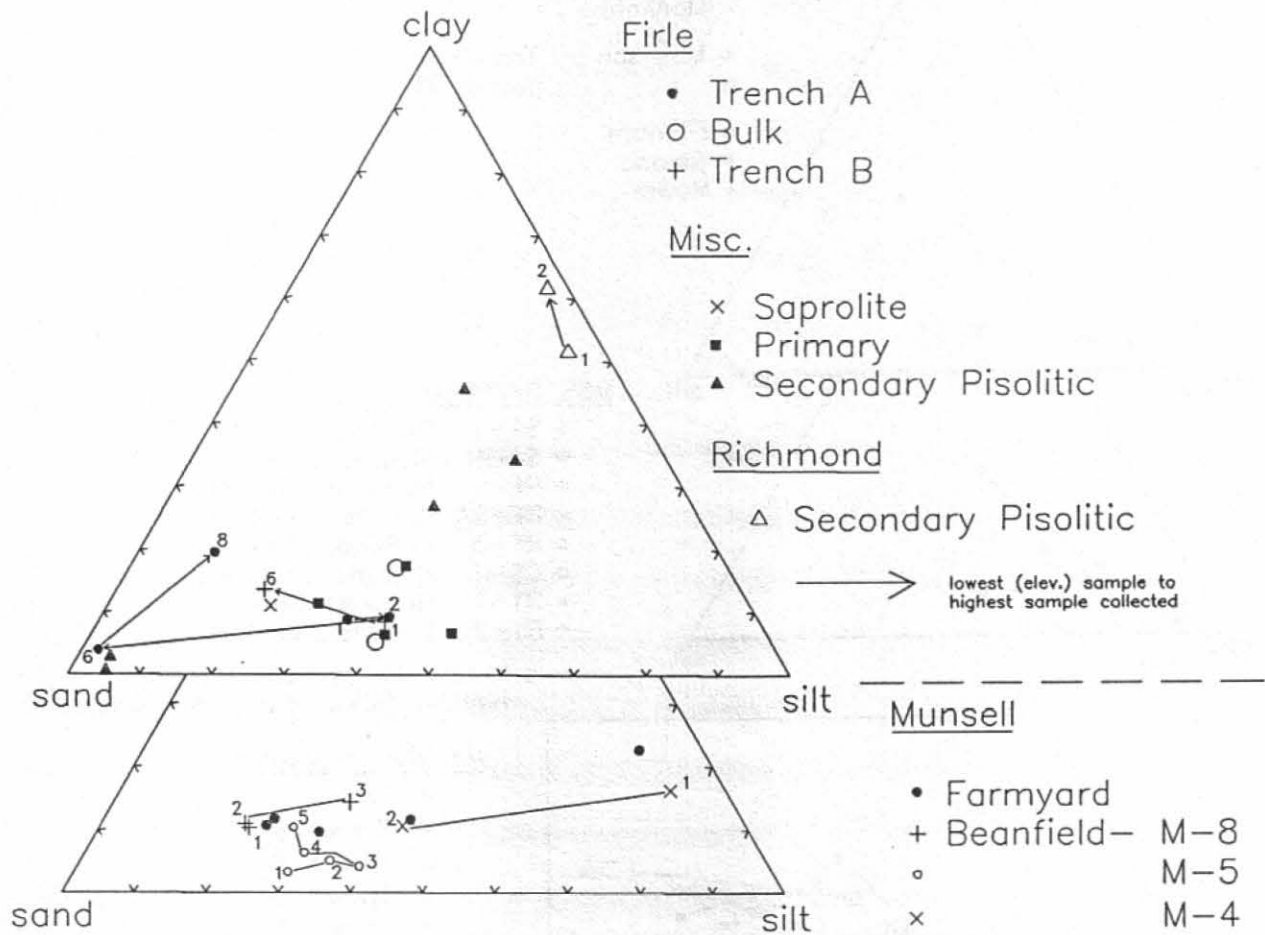 clay
Firle
Trench A
Bulk
Trench B
Misc.
Saprolite
Primary
Secondary Pisolitic
Richmond
Secondary Pisolitic
lowest (elev.) sample to
highest sample collected
2
1
8
6
2
1
1
6
sand
silt
Munsell
Farmyard
Beanfield— M-8
M-5
M-4
3
2
1
5
4
1
2
3
2
1
sand
silt